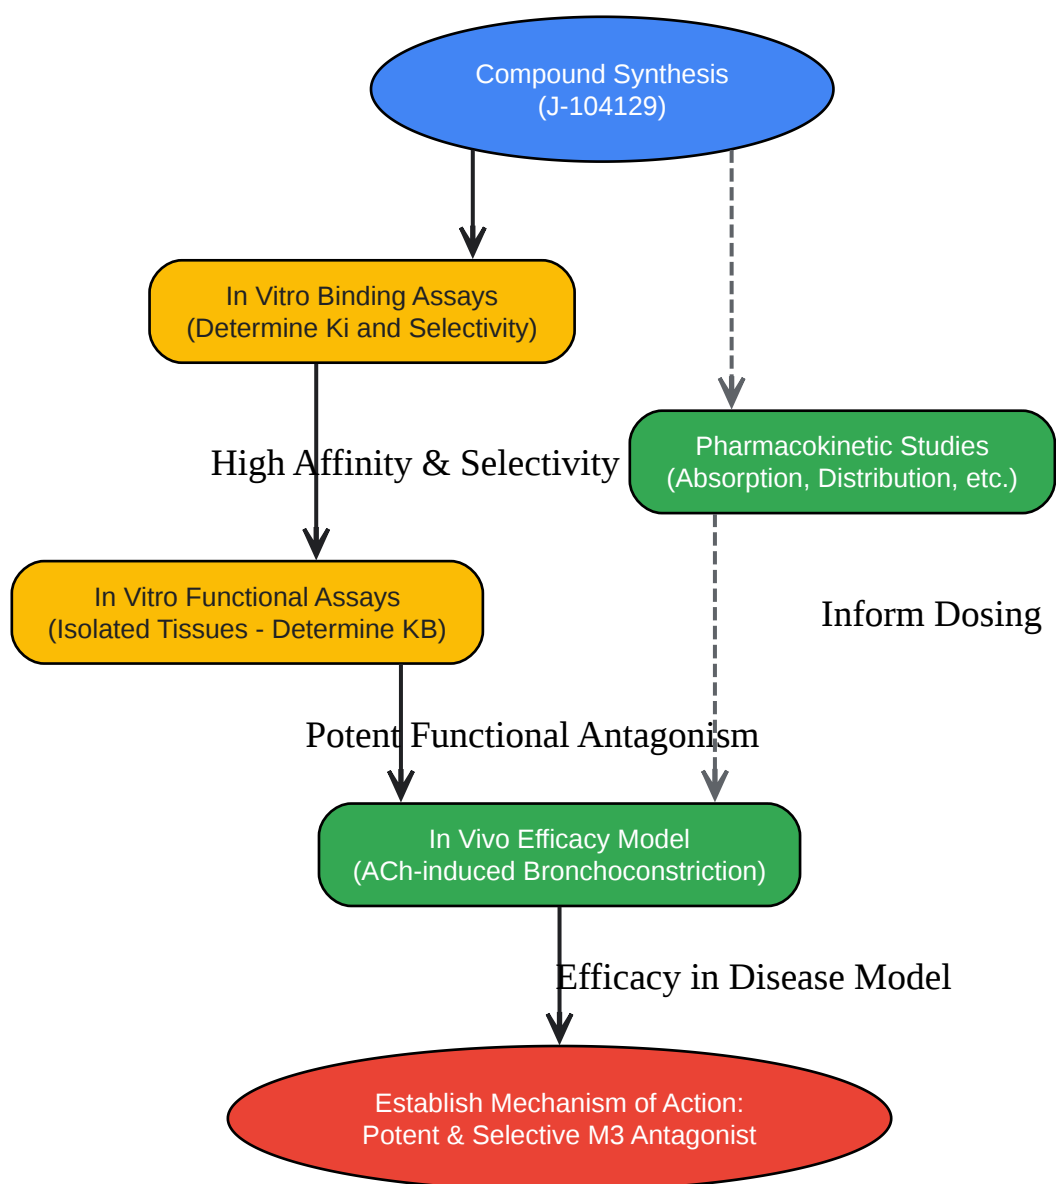 Compound Synthesis
(J-104129)
In Vitro Binding Assays
(Determine Ki and Selectivity)
High Affinity & Selectivity
Pharmacokinetic Studies
(Absorption, Distribution, etc.)
In Vitro Functional Assays
(Isolated Tissues - Determine KB)
Inform Dosing
Potent Functional Antagonism
In Vivo Efficacy Model
(ACh-induced Bronchoconstriction)
Efficacy in Disease Model
Establish Mechanism of Action:
Potent & Selective M3 Antagonist